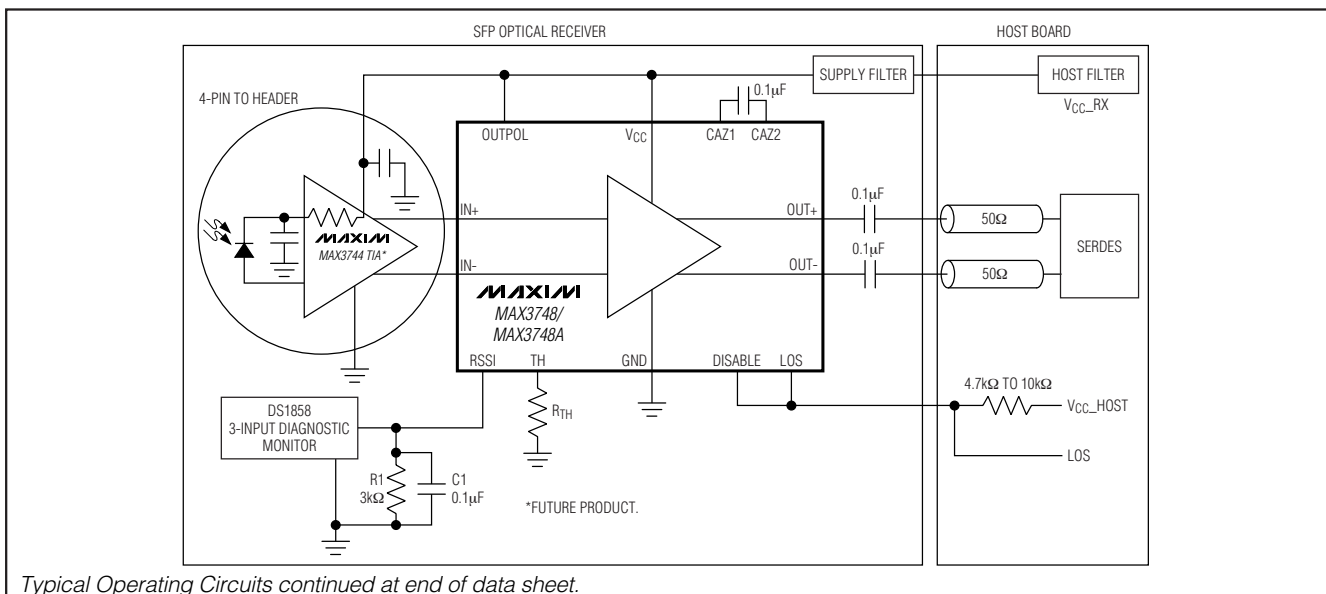 SFP OPTICAL RECEIVER
HOST BOARD
SUPPLY FILTER
HOST FILTER
VCC_RX
4-PIN TO HEADER
0.1µF
OUTPOL
VCC
CAZ1
CAZ2
0.1µF
IN+
OUT+
50Ω
MAXIM
MAX3744 TIA*
SERDES
0.1µF
IN-
OUT-
50Ω
MAXIM
MAX3748/
MAX3748A
RSSI
TH
GND
DISABLE
LOS
4.7kΩ TO 10kΩ
VCC_HOST
DS1858
3-INPUT DIAGNOSTIC
MONITOR
RTH
LOS
R1
3kΩ
C1
0.1µF
*FUTURE PRODUCT.
Typical Operating Circuits continued at end of data sheet.